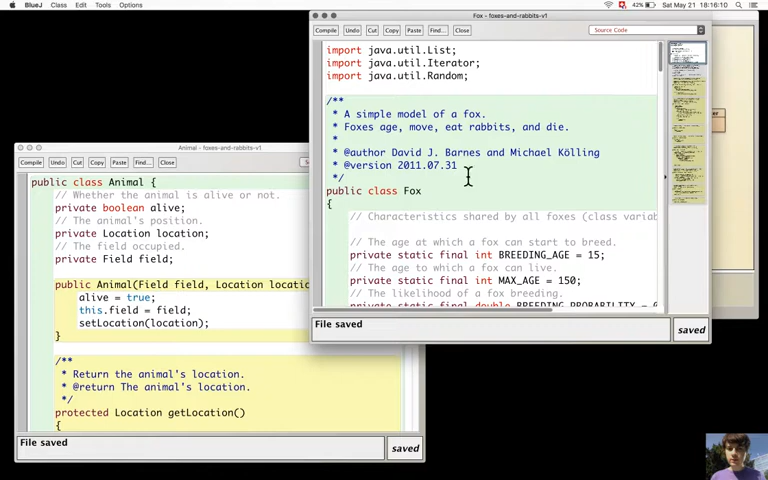 BlueJ Class Edit Tools Options
42% Sat May 21 18:16:10
Fox - foxes-and-rabbits-v1
Compile Undo Cut Copy Paste Find... Close
Source Code
import java.util.List;
import java.util.Iterator;
import java.util.Random;
/**
* A simple model of a fox.
* Foxes age, move, eat rabbits, and die.
*
* @author David J. Barnes and Michael Kölling
* @version 2011.07.31
*/
public class Fox
{
// Characteristics shared by all foxes (class variab
// The age at which a fox can start to breed.
private static final int BREEDING_AGE = 15;
// The age to which a fox can live.
private static final int MAX_AGE = 150;
// The likelihood of a fox breeding.
private static final double BREEDING_PROBABILITY =
File saved
saved
Animal - foxes-and-rabbits-v1
Compile Undo Cut Copy Paste Find... Close
public class Animal {
// Whether the animal is alive or not.
private boolean alive;
// The animal's position.
private Location location;
// The field occupied.
private Field field;
public Animal(Field field, Location locatio
alive = true;
this.field = field;
setLocation(location);
}
/**
* Return the animal's location.
* @return The animal's location.
*/
protected Location getLocation()
{
File saved
saved